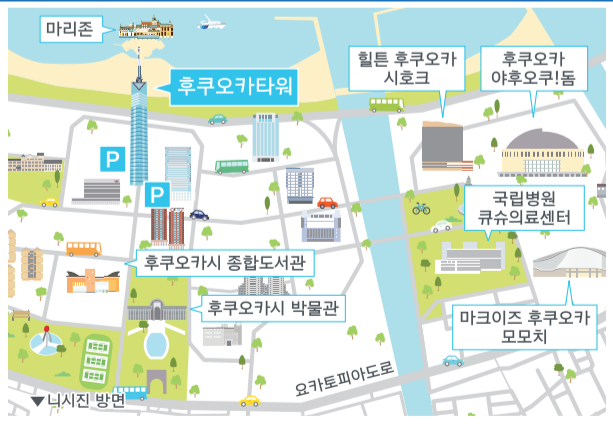 마리존
후쿠오카타워
힐튼 후쿠오카
시호크
후쿠오카
야후오쿠!돔
P
P
국립병원
큐슈의료센터
후쿠오카시 종합도서관
후쿠오카시 박물관
마크이즈 후쿠오카
모모치
요카토피아도로
▼니시진 방면